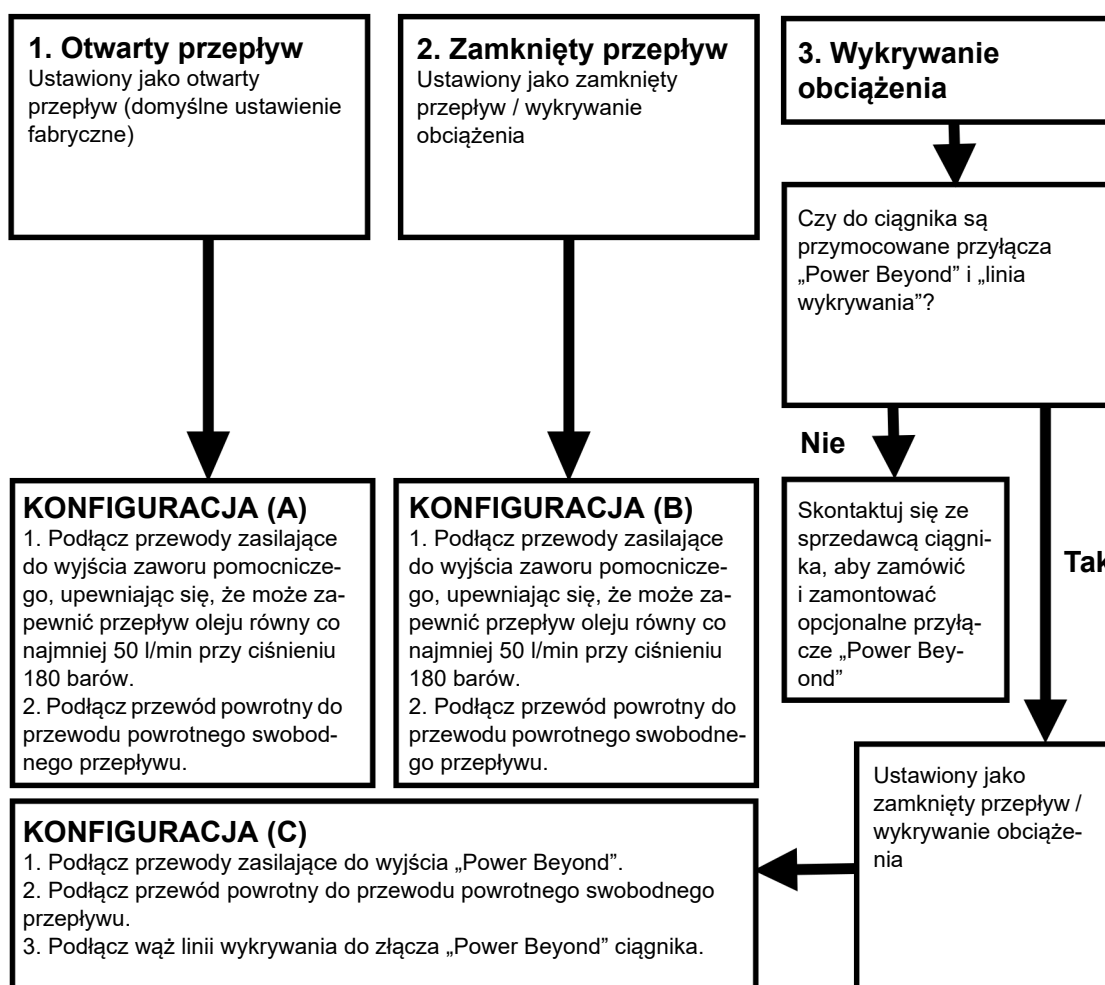 1. Otwarty przepływ
Ustawiony jako otwarty
przepływ (domyślne ustawienie
fabryczne)
2. Zamknięty przepływ
Ustawiony jako zamknięty
przepływ / wykrywanie
obciążenia
3. Wykrywanie
obciążenia
Czy do ciągnika są
przymocowane przyłącza
„Power Beyond” i „linia
wykrywania”?
Nie
Tak
KONFIGURACJA (A)
1. Podłącz przewody zasilające
do wyjścia zaworu pomocnicze-
go, upewniając się, że może za-
pewnić przepływ oleju równy co
najmniej 50 l/min przy ciśnieniu
180 barów.
2. Podłącz przewód powrotny do
przewodu powrotnego swobod-
nego przepływu.
KONFIGURACJA (B)
1. Podłącz przewody zasilające
do wyjścia zaworu pomocnicze-
go, upewniając się, że może za-
pewnić przepływ oleju równy co
najmniej 50 l/min przy ciśnieniu
180 barów.
2. Podłącz przewód powrotny do
przewodu powrotnego swobodne-
go przepływu.
Skontaktuj się ze
sprzedawcą ciągni-
ka, aby zamówić
i zamontować
opcjonalne przyłą-
cze „Power Bey-
ond”
Ustawiony jako
zamknięty przepływ /
wykrywanie obciąże-
nia
KONFIGURACJA (C)
1. Podłącz przewody zasilające do wyjścia „Power Beyond”.
2. Podłącz przewód powrotny do przewodu powrotnego swobodnego
przepływu.
3. Podłącz wąż linii wykrywania do złącza „Power Beyond” ciągnika.